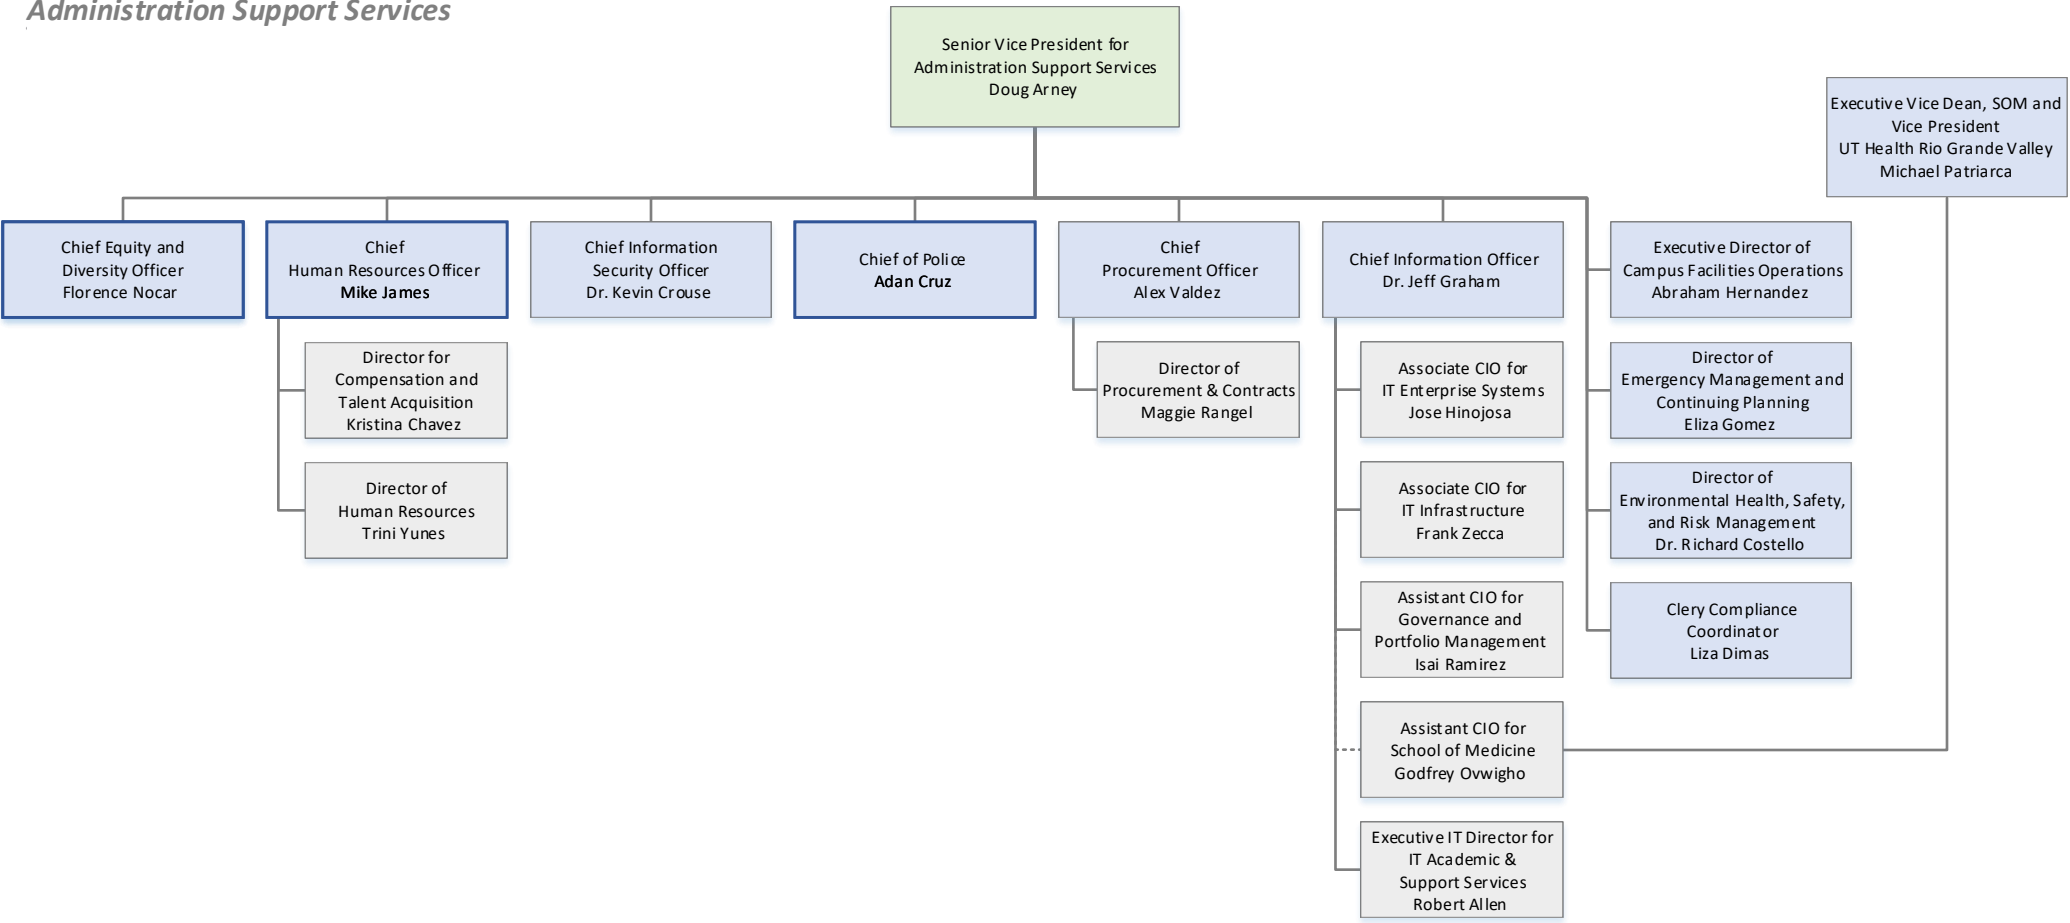 Administration Support Services
Senior Vice President for
Administration Support Services
Doug Arney
Executive Vice Dean, SOM and
Vice President
UT Health Rio Grande Valley
Michael Patriarca
Chief Equity and
Diversity Officer
Florence Nocar
Chief
Human Resources Officer
Mike James
Chief Information
Security Officer
Dr. Kevin Crouse
Chief of Police
Adan Cruz
Chief
Procurement Officer
Alex Valdez
Chief Information Officer
Dr. Jeff Graham
Executive Director of
Campus Facilities Operations
Abraham Hernandez
Director for
Compensation and
Talent Acquisition
Kristina Chavez
Director of
Procurement & Contracts
Maggie Rangel
Associate CIO for
IT Enterprise Systems
Jose Hinojosa
Director of
Emergency Management and
Continuing Planning
Eliza Gomez
Director of
Human Resources
Trini Yunes
Associate CIO for
IT Infrastructure
Frank Zecca
Director of
Environmental Health, Safety,
and Risk Management
Dr. Richard Costello
Assistant CIO for
Governance and
Portfolio Management
Isai Ramirez
Clery Compliance
Coordinator
Liza Dimas
Assistant CIO for
School of Medicine
Godfrey Ovwigho
Executive IT Director for
IT Academic &
Support Services
Robert Allen